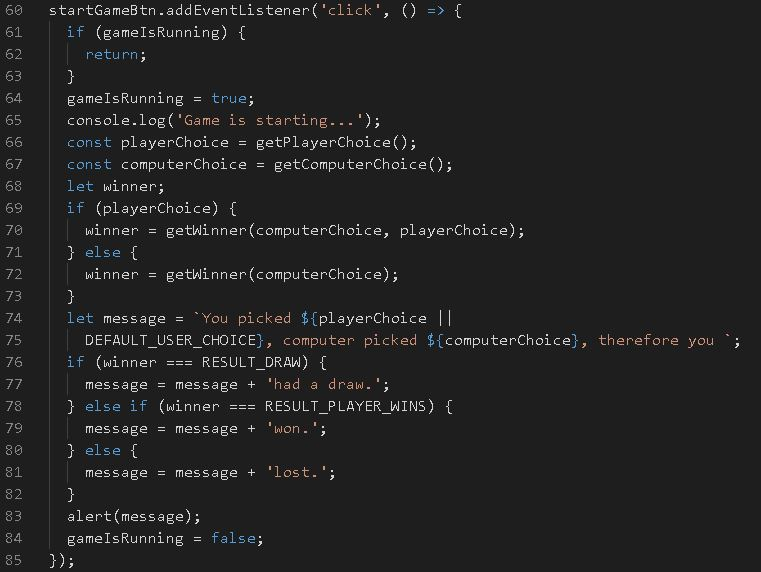 60 startGameBtn.addEventListener('click', () => {
61   if (gameIsRunning) {
62     return;
63   }
64   gameIsRunning = true;
65   console.log('Game is starting...');
66   const playerChoice = getPlayerChoice();
67   const computerChoice = getComputerChoice();
68   let winner;
69   if (playerChoice) {
70     winner = getWinner(computerChoice, playerChoice);
71   } else {
72     winner = getWinner(computerChoice);
73   }
74   let message = `You picked ${playerChoice ||
75     DEFAULT_USER_CHOICE}, computer picked ${computerChoice}, therefore you `;
76   if (winner === RESULT_DRAW) {
77     message = message + 'had a draw.';
78   } else if (winner === RESULT_PLAYER_WINS) {
79     message = message + 'won.';
80   } else {
81     message = message + 'lost.';
82   }
83   alert(message);
84   gameIsRunning = false;
85 });